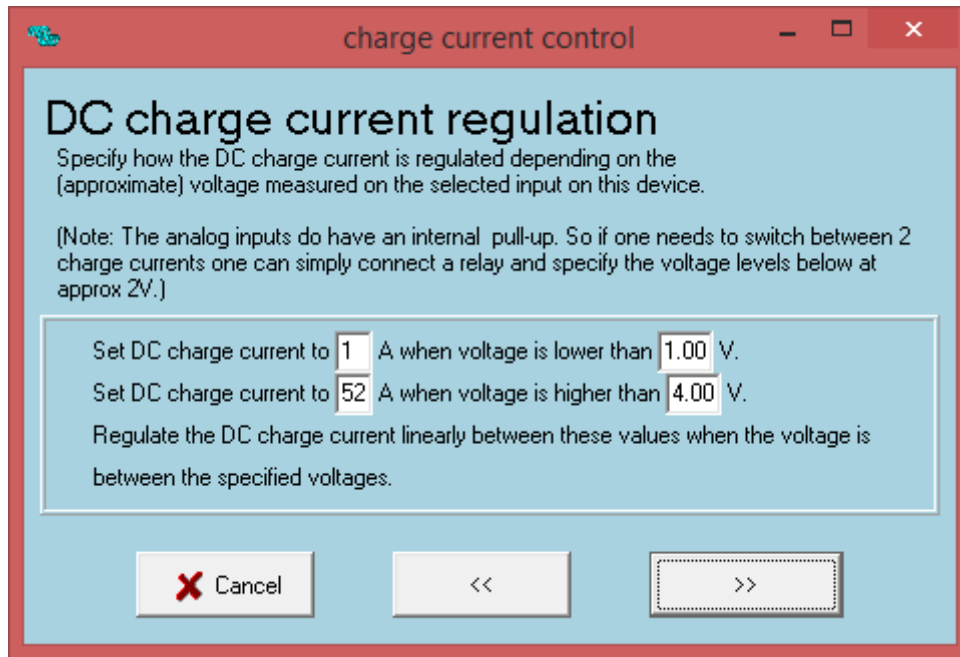 charge current control
DC charge current regulation
Specify how the DC charge current is regulated depending on the
(approximate) voltage measured on the selected input on this device.
(Note: The analog inputs do have an internal  pull-up. So if one needs to switch between 2
charge currents one can simply connect a relay and specify the voltage levels below at
approx 2V.)
Set DC charge current to 1 A when voltage is lower than 1.00 V.
Set DC charge current to 52 A when voltage is higher than 4.00 V.
Regulate the DC charge current linearly between these values when the voltage is
between the specified voltages.
Cancel << >>